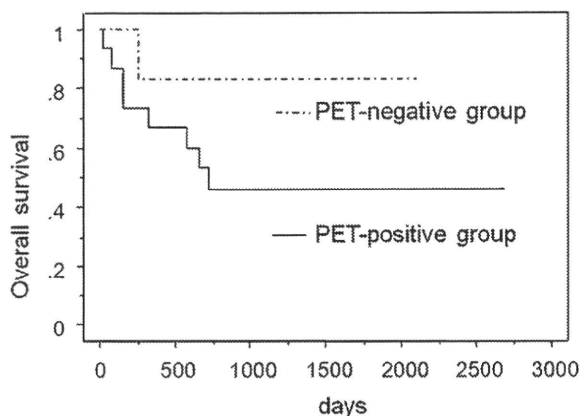 Overall survival
1
.8
.6
.4
.2
0
PET-negative group
PET-positive group
0 500 1000 1500 2000 2500 3000
days